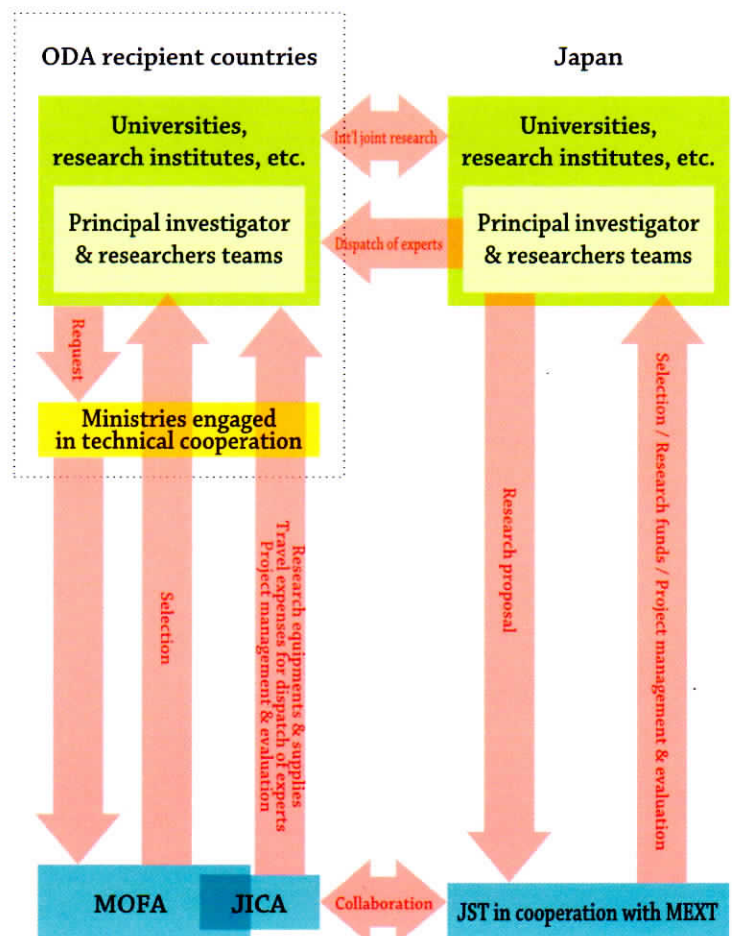 ODA recipient countries
Japan
Universities,
research institutes, etc.
Int'l joint research
Universities,
research institutes, etc.
Principal investigator
& researchers teams
Dispatch of experts
Principal investigator
& researchers teams
Request
Ministries engaged
in technical cooperation
Selection
Research equipments & supplies
Travel expenses for dispatch of experts
Project management & evaluation
Research proposal
Selection / Research funds / Project management & evaluation
MOFA
JICA
Collaboration
JST in cooperation with MEXT